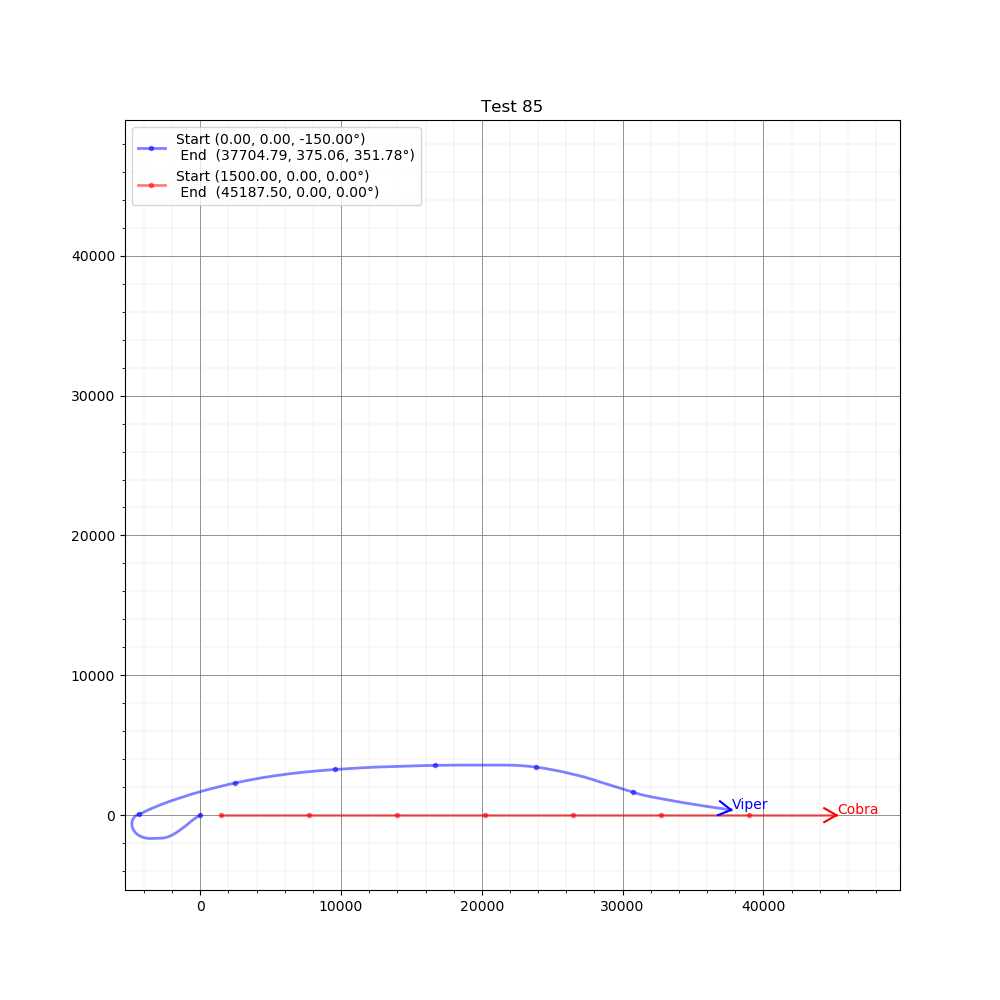 Test 85
Start (0.00, 0.00, -150.00°)
End (37704.79, 375.06, 351.78°)
Start (1500.00, 0.00, 0.00°)
End (45187.50, 0.00, 0.00°)
40000
30000
20000
10000
0
Viper
Cobra
0
10000
20000
30000
40000